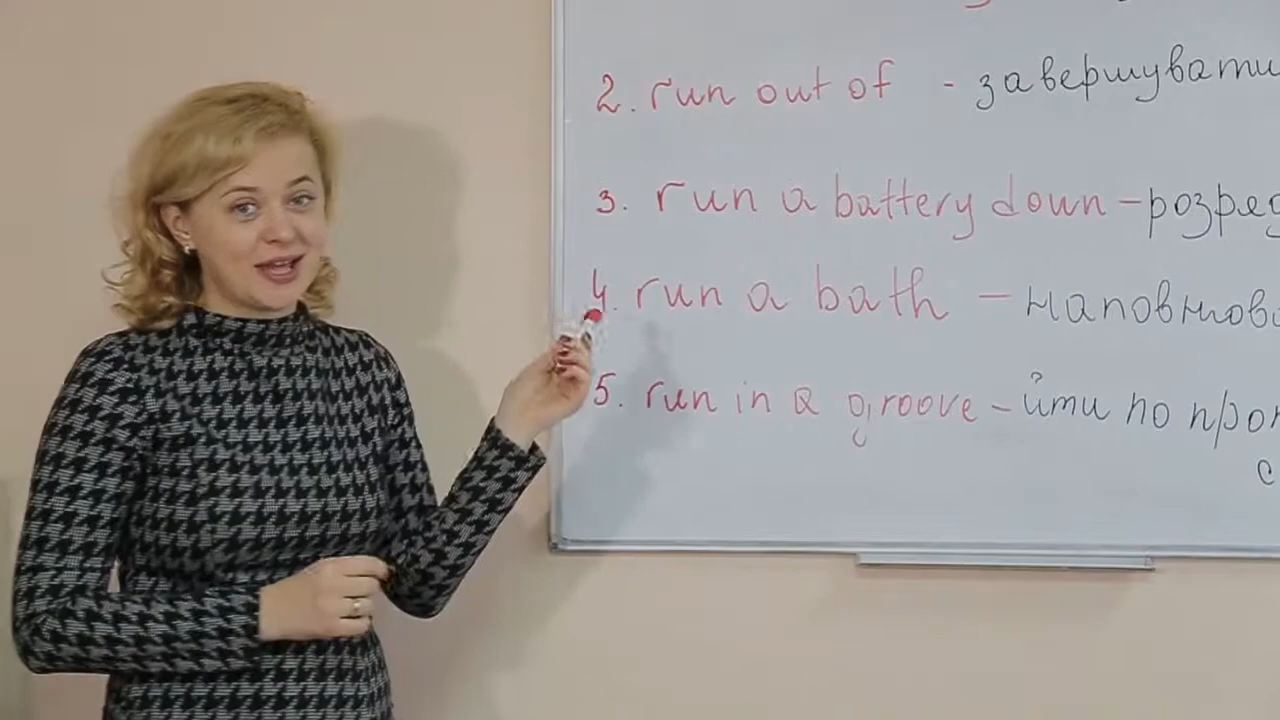 2. run out of - завершувати
3. run a battery down - розряд
4. run a bath - наповнюва
5. run in a groove - йти по про
с